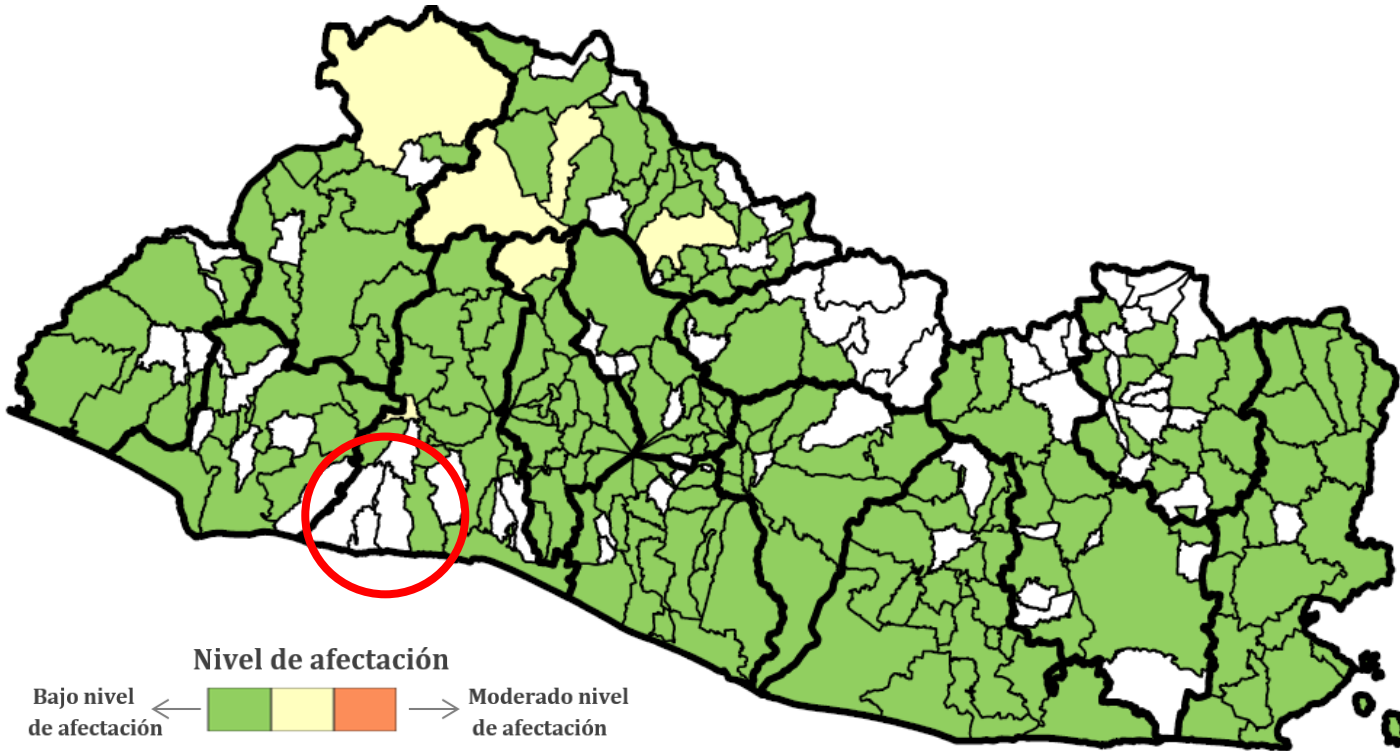 Nivel de afectación
Bajo nivel
de afectación
Moderado nivel
de afectación